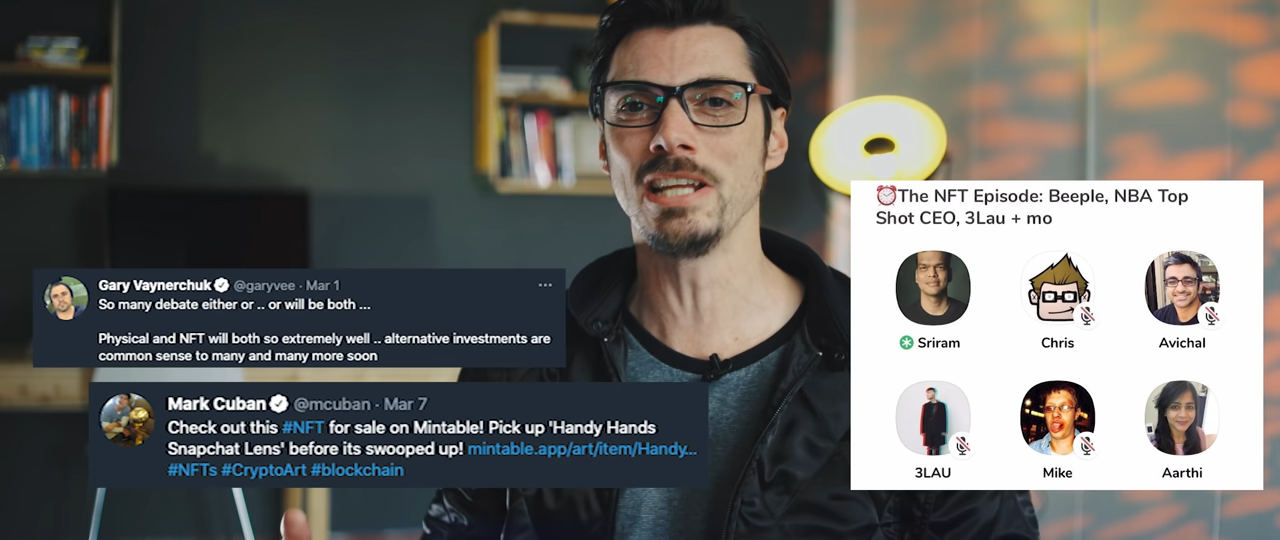 Gary Vaynerchuk @garyvee · Mar 1
So many debate either or .. or will be both ...
Physical and NFT will both so extremely well .. alternative investments are
common sense to many and many more soon
Mark Cuban @mcuban · Mar 7
Check out this #NFT for sale on Mintable! Pick up 'Handy Hands
Snapchat Lens' before its swooped up! mintable.app/art/item/Handy...
#NFTs #CryptoArt #blockchain
⏰The NFT Episode: Beeple, NBA Top
Shot CEO, 3Lau + mo
Sriram
Chris
Avichal
3LAU
Mike
Aarthi